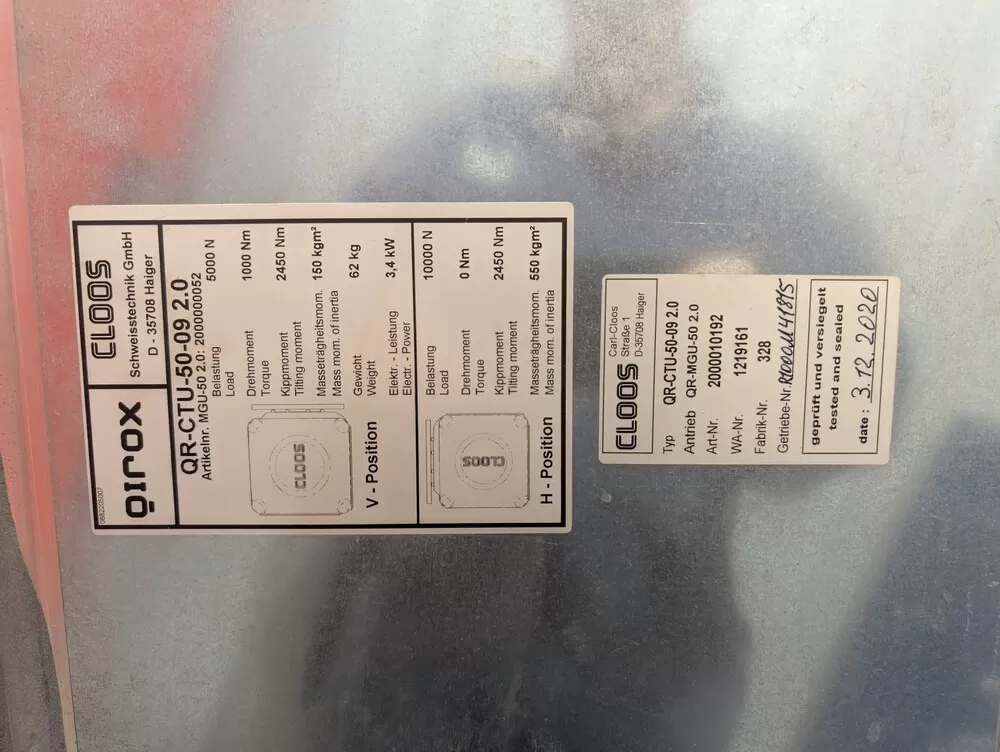 0682205007
QIROX
CLOOS
Schweisstechnik GmbH
D - 35708 Haiger
QR-CTU-50-09 2.0
Artikelnr. MGU-50 2.0: 2000000052
Belastung 5000 N
Load
Drehmoment 1000 Nm
Torque
Kippmoment 2450 Nm
Tilting moment
Masseträgheitsmom. 150 kgm²
Mass mom. of inertia
Gewicht 62 kg
Weight
Elektr. - Leistung 3,4 kW
Electr. - Power
CLOOS
V - Position
Belastung 10000 N
Load
Drehmoment 0 Nm
Torque
Kippmoment 2450 Nm
Tilting moment
Masseträgheitsmom. 550 kgm²
Mass mom. of inertia
CLOOS
H - Position
CLOOS
Carl-Cloos
Straße 1
D-35708 Haiger
Typ QR-CTU-50-09 2.0
Antrieb QR-MGU-50 2.0
Art-Nr. 2000010192
WA-Nr. 1219161
Fabrik-Nr. 328
Getriebe-Nr.
geprüft und versiegelt
tested and sealed
date: 3.12.2020